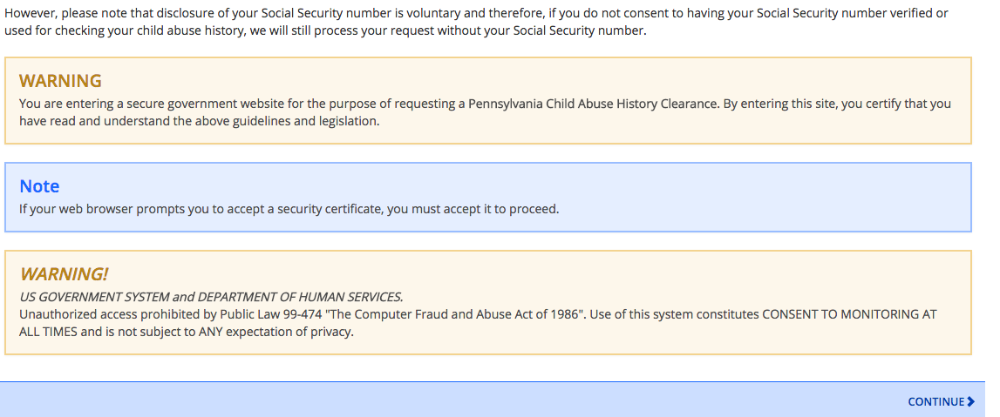 However, please note that disclosure of your Social Security number is voluntary and therefore, if you do not consent to having your Social Security number verified or
used for checking your child abuse history, we will still process your request without your Social Security number.
WARNING
You are entering a secure government website for the purpose of requesting a Pennsylvania Child Abuse History Clearance. By entering this site, you certify that you
have read and understand the above guidelines and legislation.
Note
If your web browser prompts you to accept a security certificate, you must accept it to proceed.
WARNING!
US GOVERNMENT SYSTEM and DEPARTMENT OF HUMAN SERVICES.
Unauthorized access prohibited by Public Law 99-474 "The Computer Fraud and Abuse Act of 1986". Use of this system constitutes CONSENT TO MONITORING AT
ALL TIMES and is not subject to ANY expectation of privacy.
CONTINUE